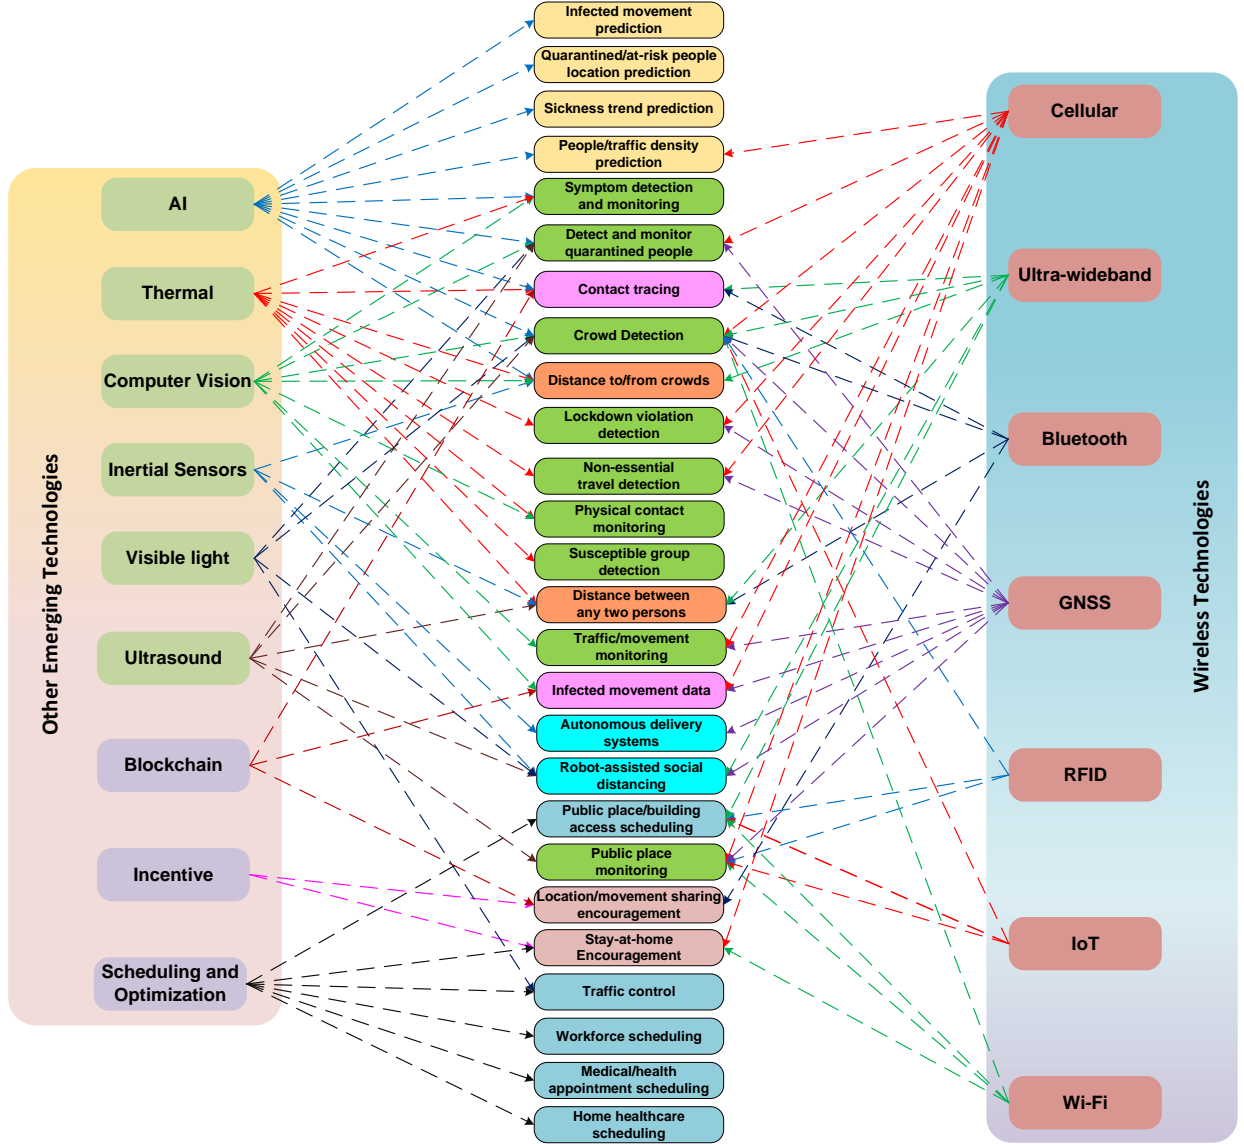 Other Emerging Technologies
AI
Thermal
Computer Vision
Inertial Sensors
Visible light
Ultrasound
Blockchain
Incentive
Scheduling and
Optimization
Infected movement
prediction
Quarantined/at-risk people
location prediction
Sickness trend prediction
People/traffic density
prediction
Symptom detection
and monitoring
Detect and monitor
quarantined people
Contact tracing
Crowd Detection
Distance to/from crowds
Lockdown violation
detection
Non-essential
travel detection
Physical contact
monitoring
Susceptible group
detection
Distance between
any two persons
Traffic/movement
monitoring
Infected movement data
Autonomous delivery
systems
Robot-assisted social
distancing
Public place/building
access scheduling
Public place
monitoring
Location/movement sharing
encouragement
Stay-at-home
Encouragement
Traffic control
Workforce scheduling
Medical/health
appointment scheduling
Home healthcare
scheduling
Cellular
Ultra-wideband
Bluetooth
GNSS
RFID
IoT
Wi-Fi
Wireless Technologies